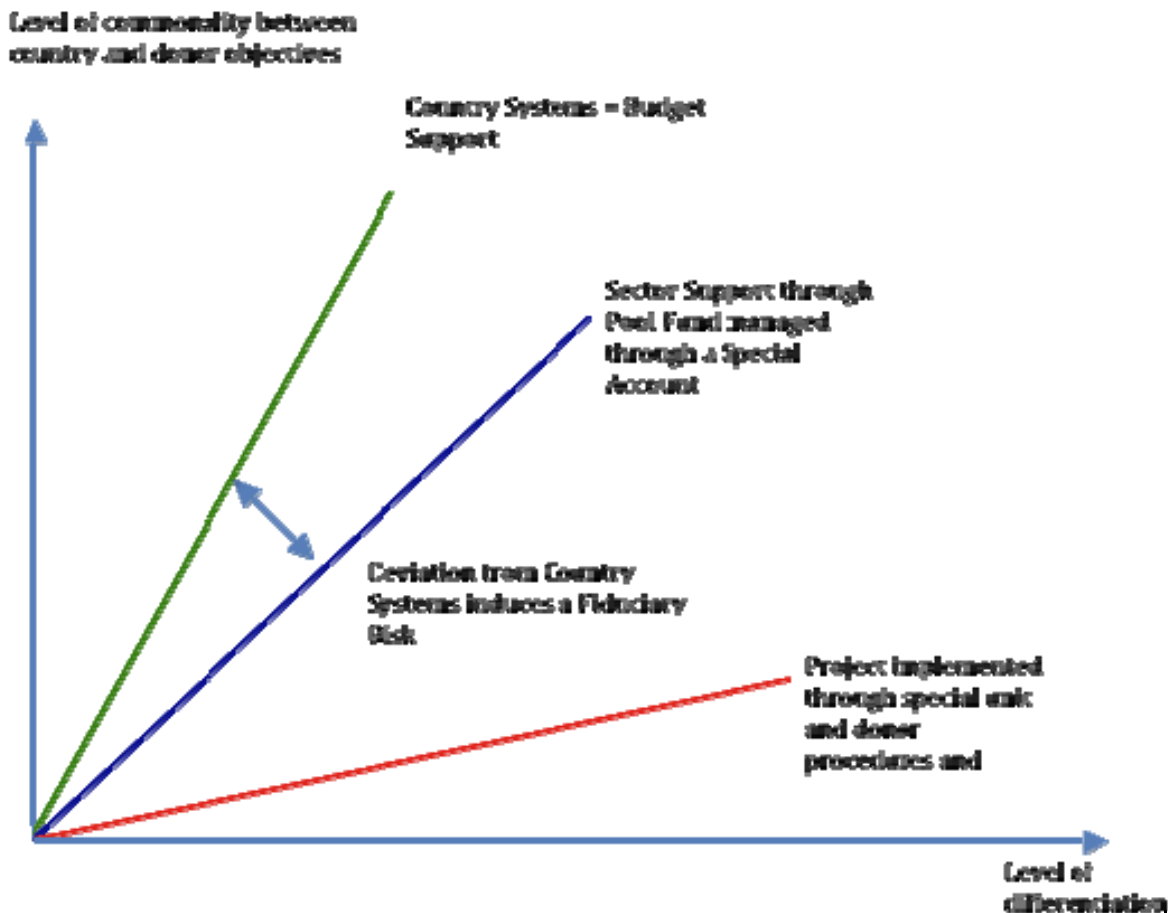 Level of commonality between
country and donor objectives
Country Systems = Budget
Support
Sector Support through
Pool Fund managed
through a Special
Account
Deviation from Country
Systems induces a Fiduciary
Risk
Project implemented
through special unit
and donor
procedures and
Level of
differentiation